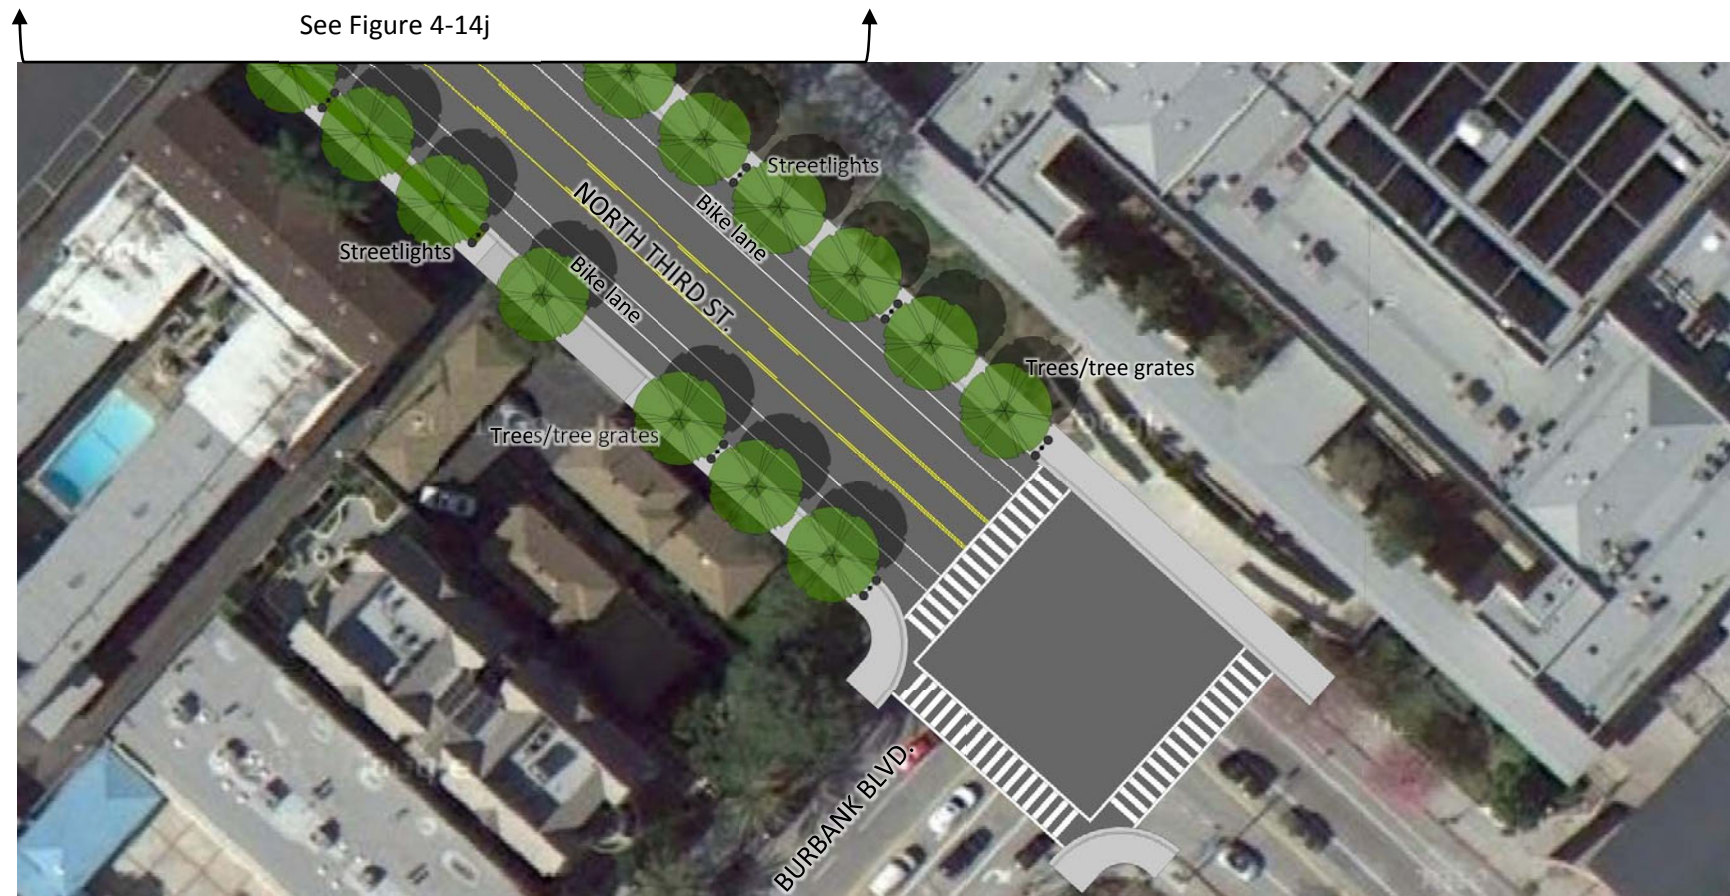 See Figure 4-14j
Streetlights
Bike lane
NORTH THIRD ST.
Streetlights
Bike lane
Trees/tree grates
Trees/tree grates
BURBANK BLVD.